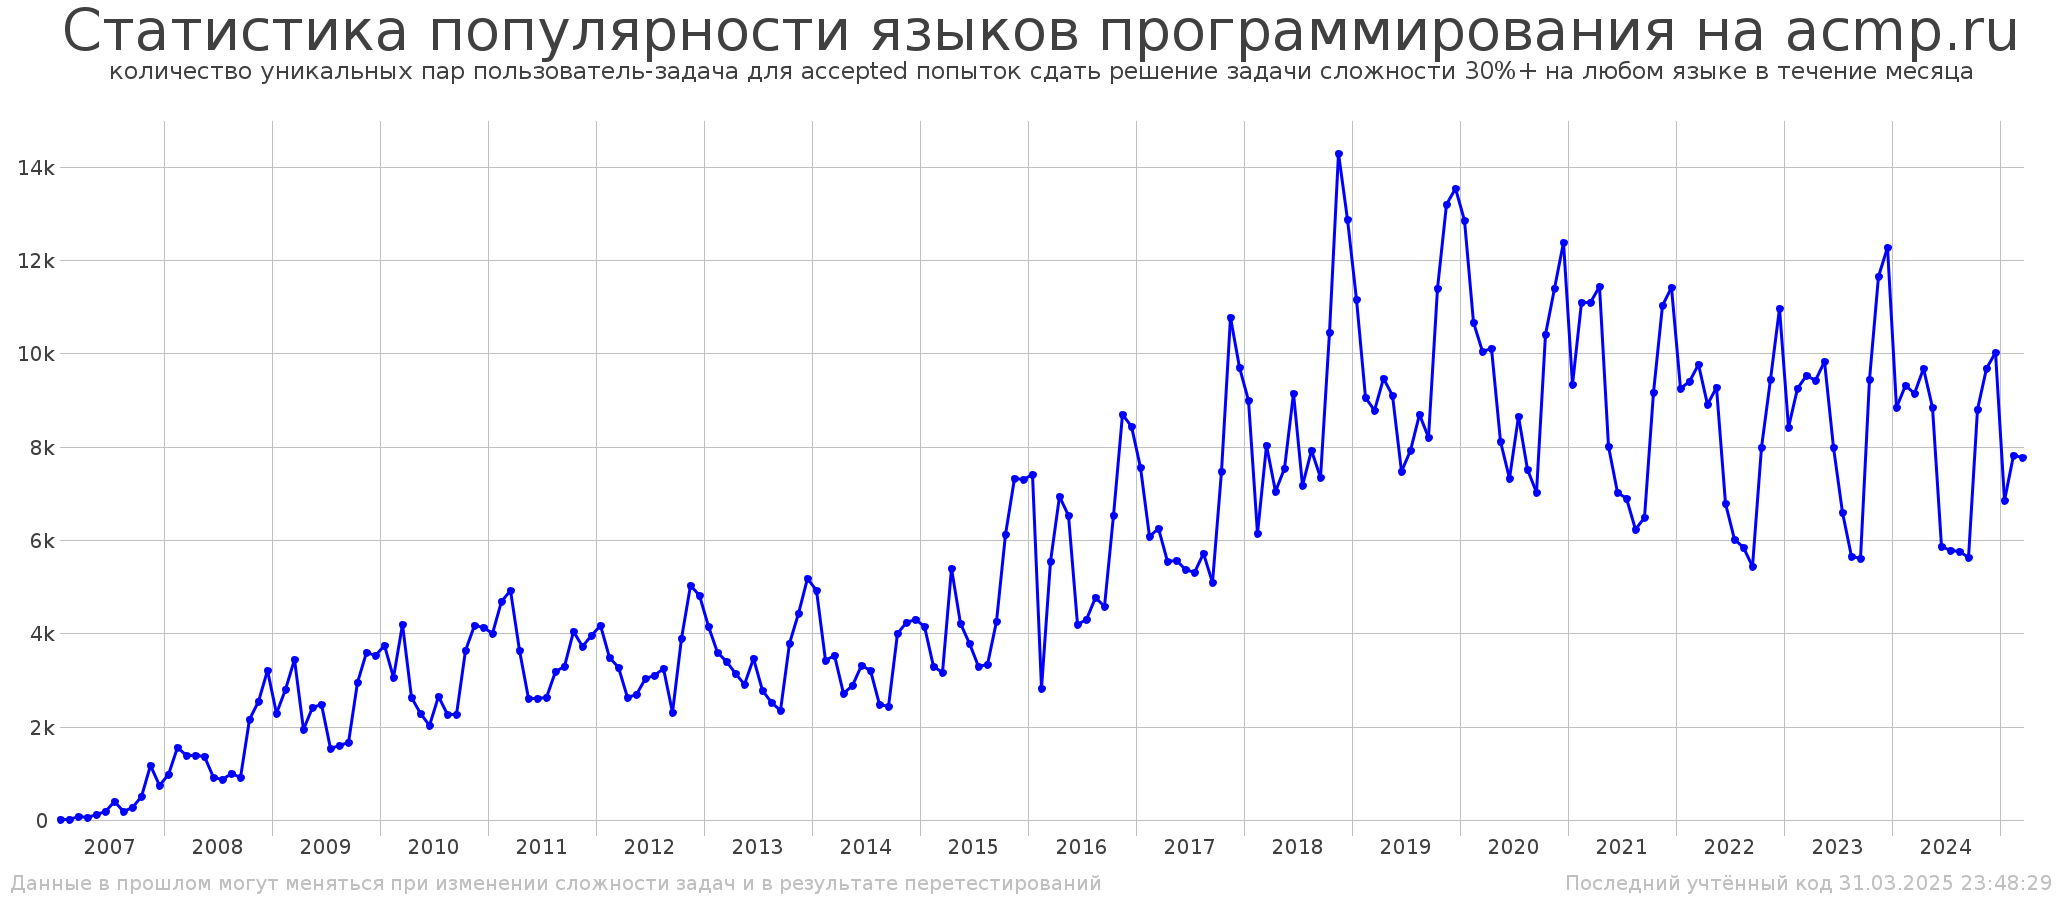 Статистика популярности языков программирования на acmp.ru
количество уникальных пар пользователь-задача для accepted попыток сдать решение задачи сложности 30%+ на любом языке в течение месяца
14k
12k
10k
8k
6k
4k
2k
0
2007 2008 2009 2010 2011 2012 2013 2014 2015 2016 2017 2018 2019 2020 2021 2022 2023 2024
Данные в прошлом могут меняться при изменении сложности задач и в результате перетестирований
Последний учтённый код 31.03.2025 23:48:29